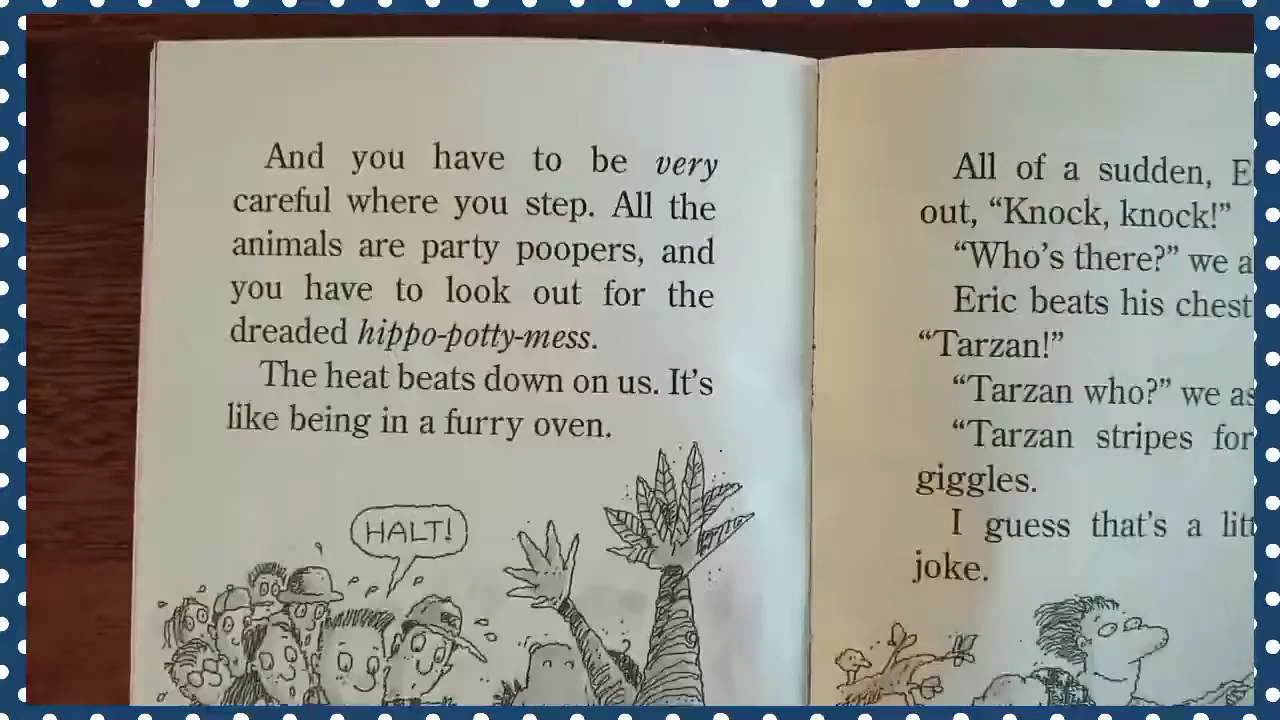 And you have to be very
careful where you step. All the
animals are party poopers, and
you have to look out for the
dreaded hippo-potty-mess.
The heat beats down on us. It's
like being in a furry oven.
HALT!
All of a sudden, E
out, “Knock, knock!”
“Who's there?” we a
Eric beats his chest
“Tarzan!”
“Tarzan who?” we as
“Tarzan stripes for
giggles.
I guess that's a litt
joke.